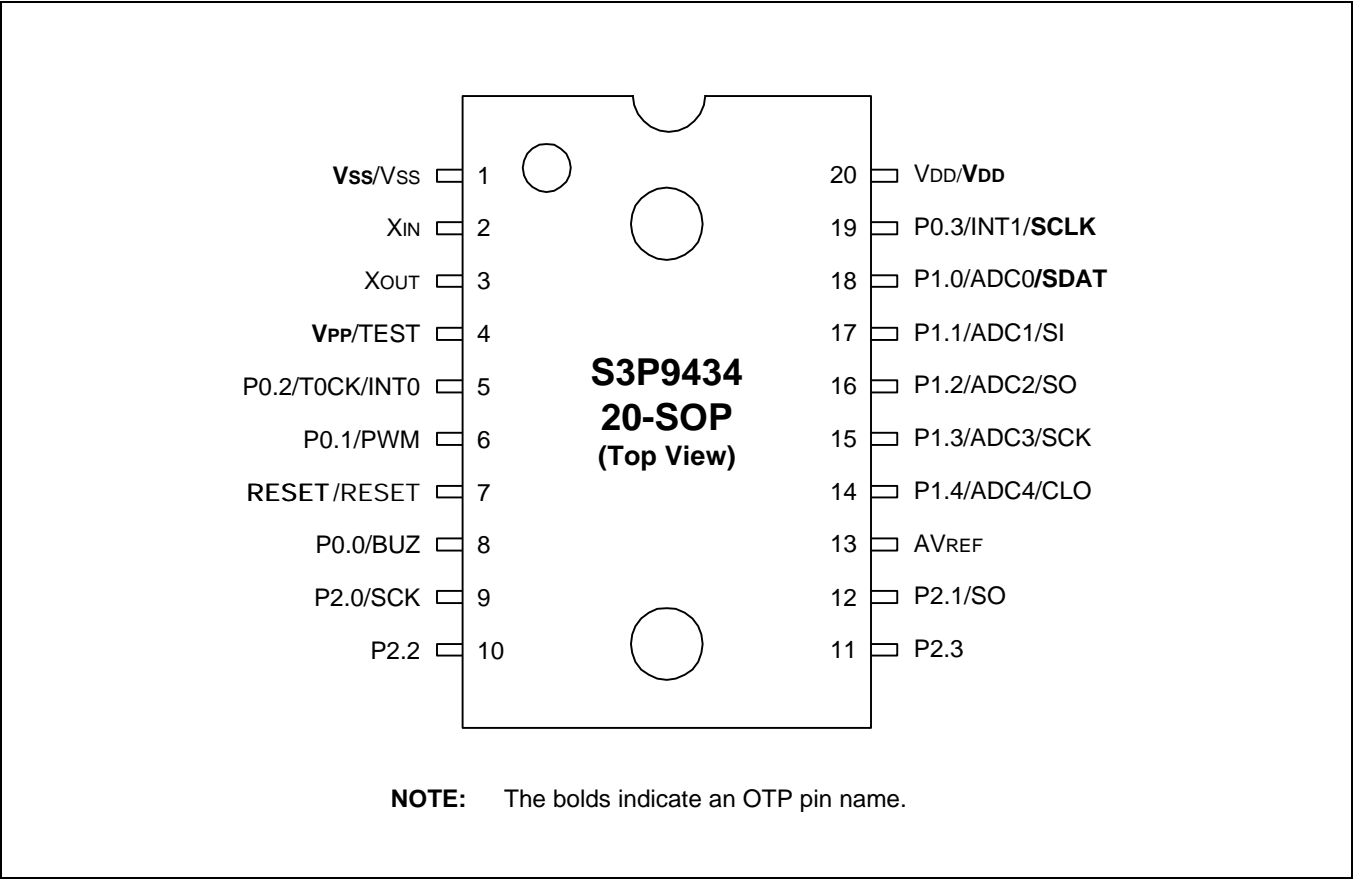 Vss/Vss 1 20 VDD/VDD
XIN 2 19 P0.3/INT1/SCLK
XOUT 3 18 P1.0/ADC0/SDAT
VPP/TEST 4 17 P1.1/ADC1/SI
P0.2/T0CK/INT0 5 16 P1.2/ADC2/SO
P0.1/PWM 6 15 P1.3/ADC3/SCK
RESET/RESET 7 14 P1.4/ADC4/CLO
P0.0/BUZ 8 13 AVREF
P2.0/SCK 9 12 P2.1/SO
P2.2 10 11 P2.3
S3P9434
20-SOP
(Top View)
NOTE: The bolds indicate an OTP pin name.